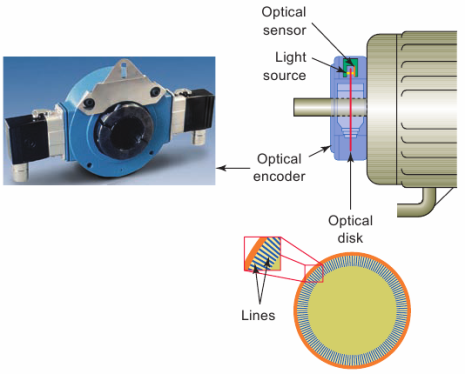 Optical
sensor
Light
source
Optical
encoder
Optical
disk
Lines